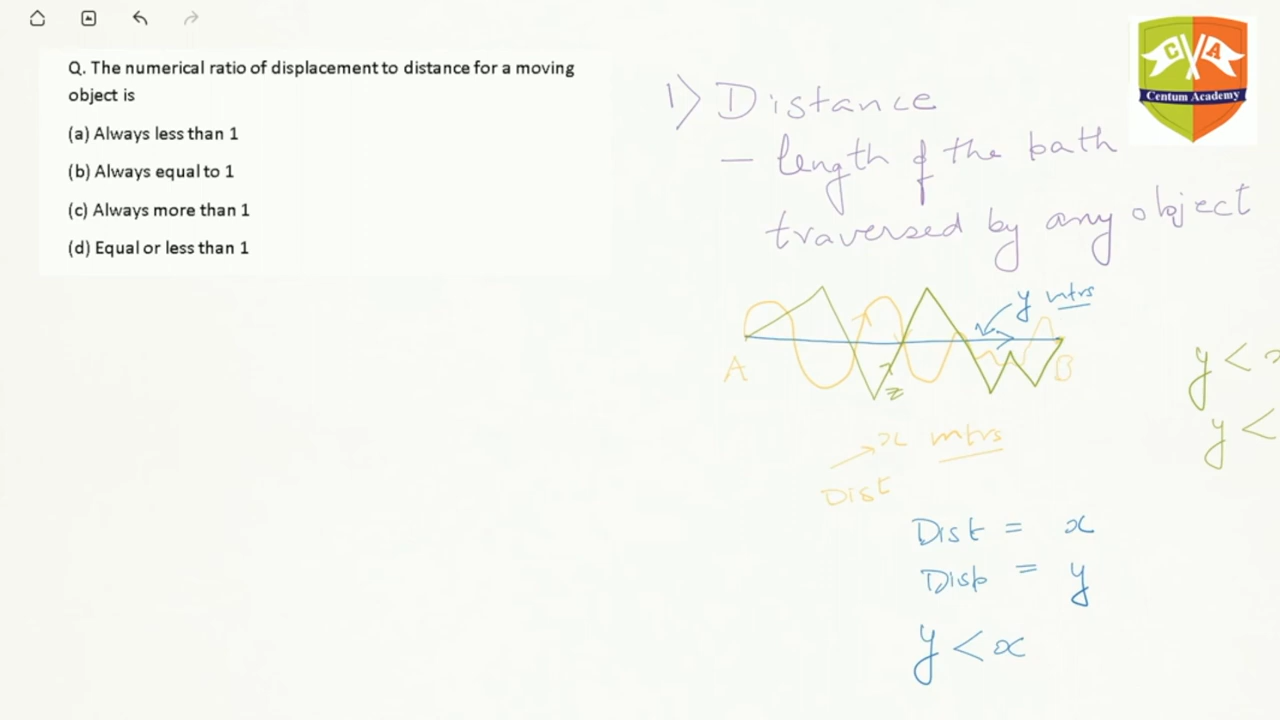 Q. The numerical ratio of displacement to distance for a moving
object is
(a) Always less than 1
(b) Always equal to 1
(c) Always more than 1
(d) Equal or less than 1
C A
Centum Academy
1) Distance
— length of the path
traversed by any object
y mtrs
A
z
B
x mtrs
Dist
y <
y <
Dist = x
Disp = y
y < x